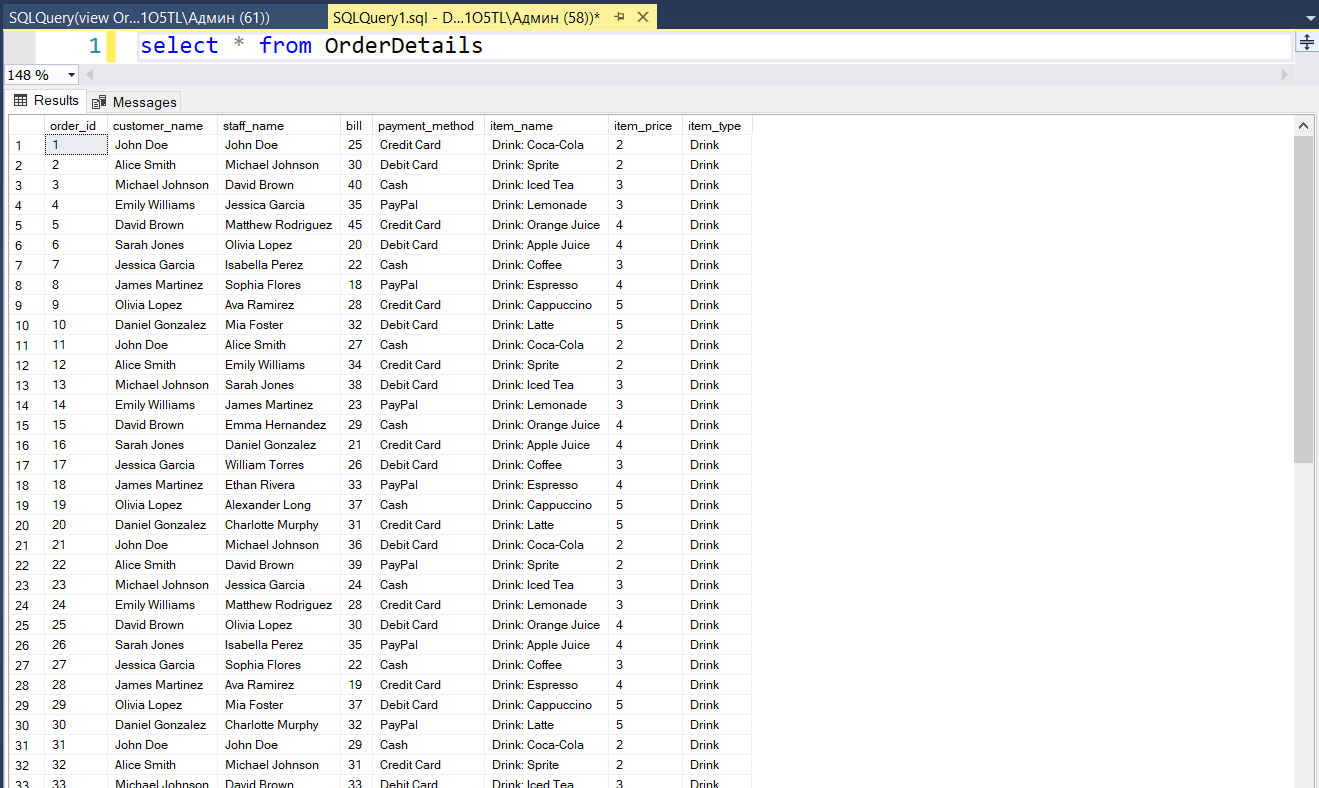 SQLQuery(view Or...1O5TL\Админ (61)) SQLQuery1.sql - D...1O5TL\Админ (58))*
1 select * from OrderDetails
148 %
Results Messages
order_id customer_name staff_name bill payment_method item_name item_price item_type
1 1 John Doe John Doe 25 Credit Card Drink: Coca-Cola 2 Drink
2 2 Alice Smith Michael Johnson 30 Debit Card Drink: Sprite 2 Drink
3 3 Michael Johnson David Brown 40 Cash Drink: Iced Tea 3 Drink
4 4 Emily Williams Jessica Garcia 35 PayPal Drink: Lemonade 3 Drink
5 5 David Brown Matthew Rodriguez 45 Credit Card Drink: Orange Juice 4 Drink
6 6 Sarah Jones Olivia Lopez 20 Debit Card Drink: Apple Juice 4 Drink
7 7 Jessica Garcia Isabella Perez 22 Cash Drink: Coffee 3 Drink
8 8 James Martinez Sophia Flores 18 PayPal Drink: Espresso 4 Drink
9 9 Olivia Lopez Ava Ramirez 28 Credit Card Drink: Cappuccino 5 Drink
10 10 Daniel Gonzalez Mia Foster 32 Debit Card Drink: Latte 5 Drink
11 11 John Doe Alice Smith 27 Cash Drink: Coca-Cola 2 Drink
12 12 Alice Smith Emily Williams 34 Credit Card Drink: Sprite 2 Drink
13 13 Michael Johnson Sarah Jones 38 Debit Card Drink: Iced Tea 3 Drink
14 14 Emily Williams James Martinez 23 PayPal Drink: Lemonade 3 Drink
15 15 David Brown Emma Hernandez 29 Cash Drink: Orange Juice 4 Drink
16 16 Sarah Jones Daniel Gonzalez 21 Credit Card Drink: Apple Juice 4 Drink
17 17 Jessica Garcia William Torres 26 Debit Card Drink: Coffee 3 Drink
18 18 James Martinez Ethan Rivera 33 PayPal Drink: Espresso 4 Drink
19 19 Olivia Lopez Alexander Long 37 Cash Drink: Cappuccino 5 Drink
20 20 Daniel Gonzalez Charlotte Murphy 31 Credit Card Drink: Latte 5 Drink
21 21 John Doe Michael Johnson 36 Debit Card Drink: Coca-Cola 2 Drink
22 22 Alice Smith David Brown 39 PayPal Drink: Sprite 2 Drink
23 23 Michael Johnson Jessica Garcia 24 Cash Drink: Iced Tea 3 Drink
24 24 Emily Williams Matthew Rodriguez 28 Credit Card Drink: Lemonade 3 Drink
25 25 David Brown Olivia Lopez 30 Debit Card Drink: Orange Juice 4 Drink
26 26 Sarah Jones Isabella Perez 35 PayPal Drink: Apple Juice 4 Drink
27 27 Jessica Garcia Sophia Flores 22 Cash Drink: Coffee 3 Drink
28 28 James Martinez Ava Ramirez 19 Credit Card Drink: Espresso 4 Drink
29 29 Olivia Lopez Mia Foster 37 Debit Card Drink: Cappuccino 5 Drink
30 30 Daniel Gonzalez Charlotte Murphy 32 PayPal Drink: Latte 5 Drink
31 31 John Doe John Doe 29 Cash Drink: Coca-Cola 2 Drink
32 32 Alice Smith Michael Johnson 31 Credit Card Drink: Sprite 2 Drink
33 33 Michael Johnson David Brown 33 Debit Card Drink: Iced Tea 3 Drink